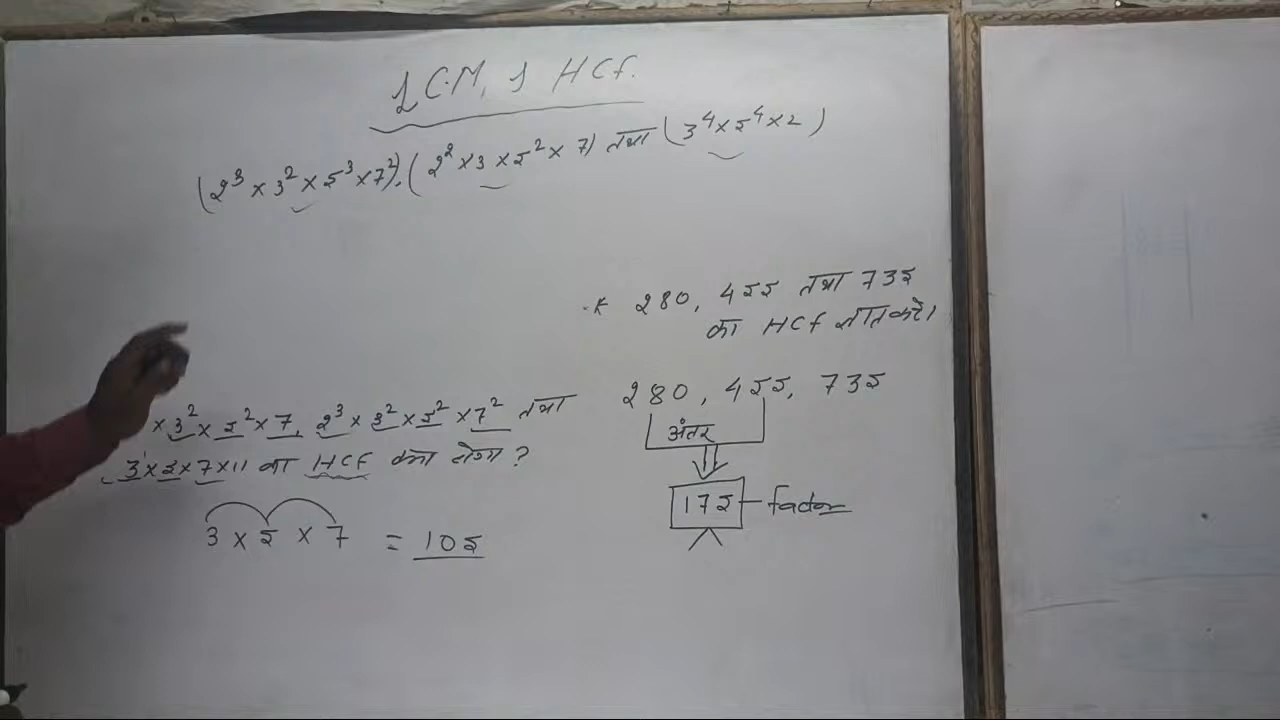 LCM, & HCF.
(2³ × 3² × 5³ × 7²), (2² × 3 × 5² × 7) तथा (3⁴ × 5⁴ × 2)
* 280, 455 तथा 735
का HCF ज्ञात करें।
× 3² × 5² × 7, 2³ × 3² × 5² × 7² तथा
3¹ × 5 × 7 × 11 का HCF क्या होगा ?
3 × 5 × 7 = 105
280, 455, 735
अंतर
175 – factor